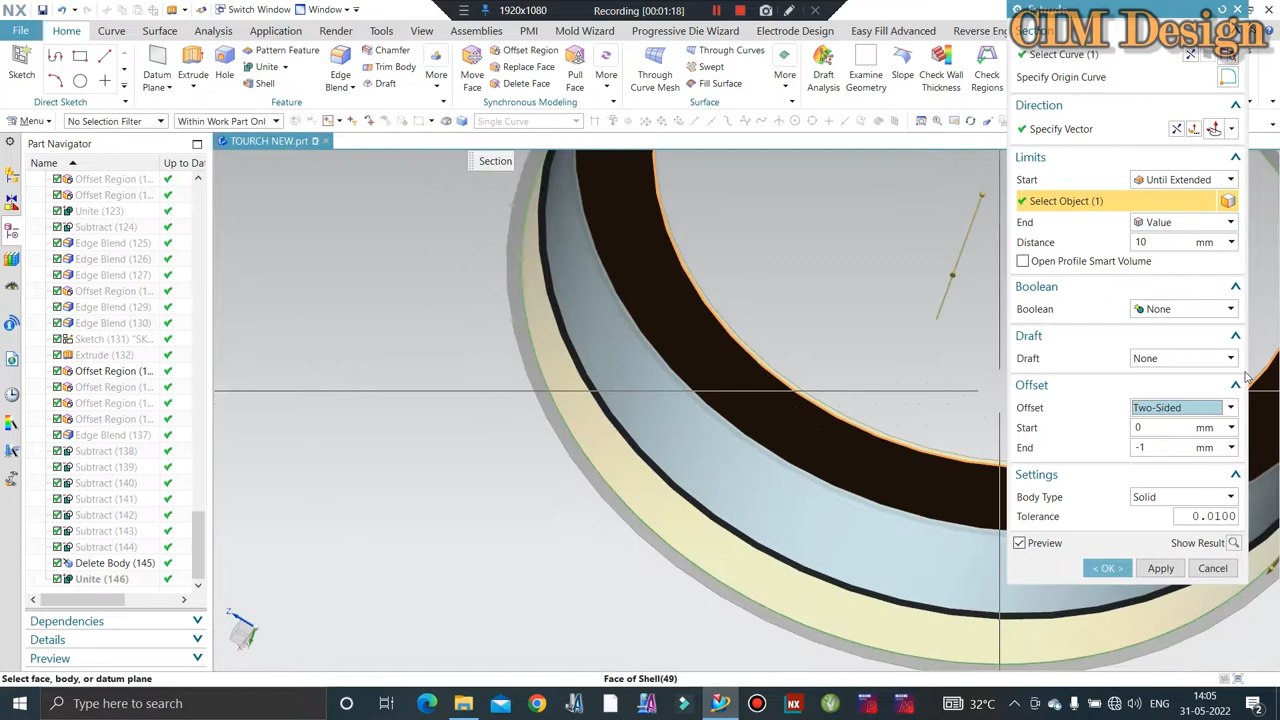 NX
Switch Window
Window
1920x1080
Recording [00:01:18]
Extrude
CIM Design
File
Home
Curve
Surface
Analysis
Application
Render
Tools
View
Assemblies
PMI
Mold Wizard
Progressive Die Wizard
Electrode Design
Easy Fill Advanced
Reverse Eng
Sketch
Direct Sketch
Datum Plane
Extrude
Hole
Pattern Feature
Unite
Shell
Edge Blend
Chamfer
Trim Body
Draft
More
Feature
Move Face
Offset Region
Replace Face
Delete Face
Pull Face
More
Synchronous Modeling
Through Curve Mesh
Through Curves
Swept
Fill Surface
More
Surface
Draft Analysis
Examine Geometry
Slope
Check Wall Thickness
Check Regions
Menu
No Selection Filter
Within Work Part Only
Single Curve
Part Navigator
Name
Up to Da
Offset Region (1...
Offset Region (1...
Unite (123)
Subtract (124)
Edge Blend (125)
Edge Blend (126)
Edge Blend (127)
Offset Region (1...
Edge Blend (129)
Edge Blend (130)
Sketch (131) "SK...
Extrude (132)
Offset Region (1...
Offset Region (1...
Offset Region (1...
Offset Region (1...
Edge Blend (137)
Subtract (138)
Subtract (139)
Subtract (140)
Subtract (141)
Subtract (142)
Subtract (143)
Subtract (144)
Delete Body (145)
Unite (146)
Dependencies
Details
Preview
TOURCH NEW.prt
Section
Z
X
Section
Select Curve (1)
Specify Origin Curve
Direction
Specify Vector
Limits
Start
Until Extended
Select Object (1)
End
Value
Distance
10 mm
Open Profile Smart Volume
Boolean
Boolean
None
Draft
Draft
None
Offset
Offset
Two-Sided
Start
0 mm
End
-1 mm
Settings
Body Type
Solid
Tolerance
0.0100
Preview
Show Result
< OK >
Apply
Cancel
Select face, body, or datum plane
Face of Shell(49)
Type here to search
NX
32°C
ENG
14:05
31-05-2022
2